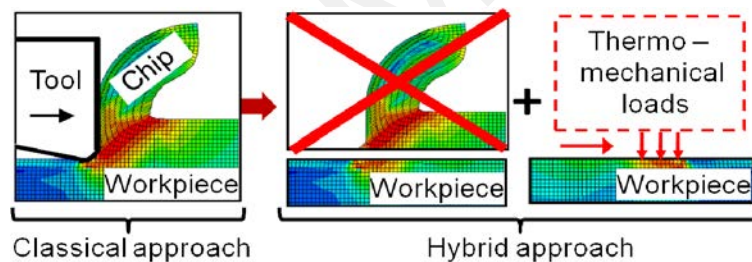 Tool
Chip
Workpiece
Workpiece
+
Thermo –
mechanical
loads
Workpiece
Classical approach
Hybrid approach